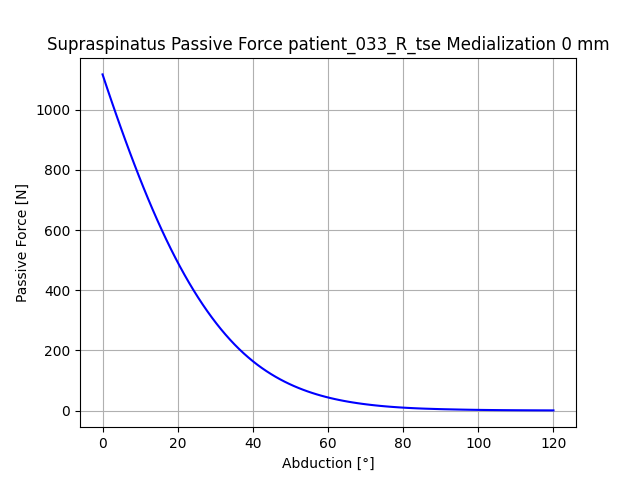 Supraspinatus Passive Force patient_033_R_tse Medialization 0 mm
1000
800
600
400
200
0
Passive Force [N]
0 20 40 60 80 100 120
Abduction [°]